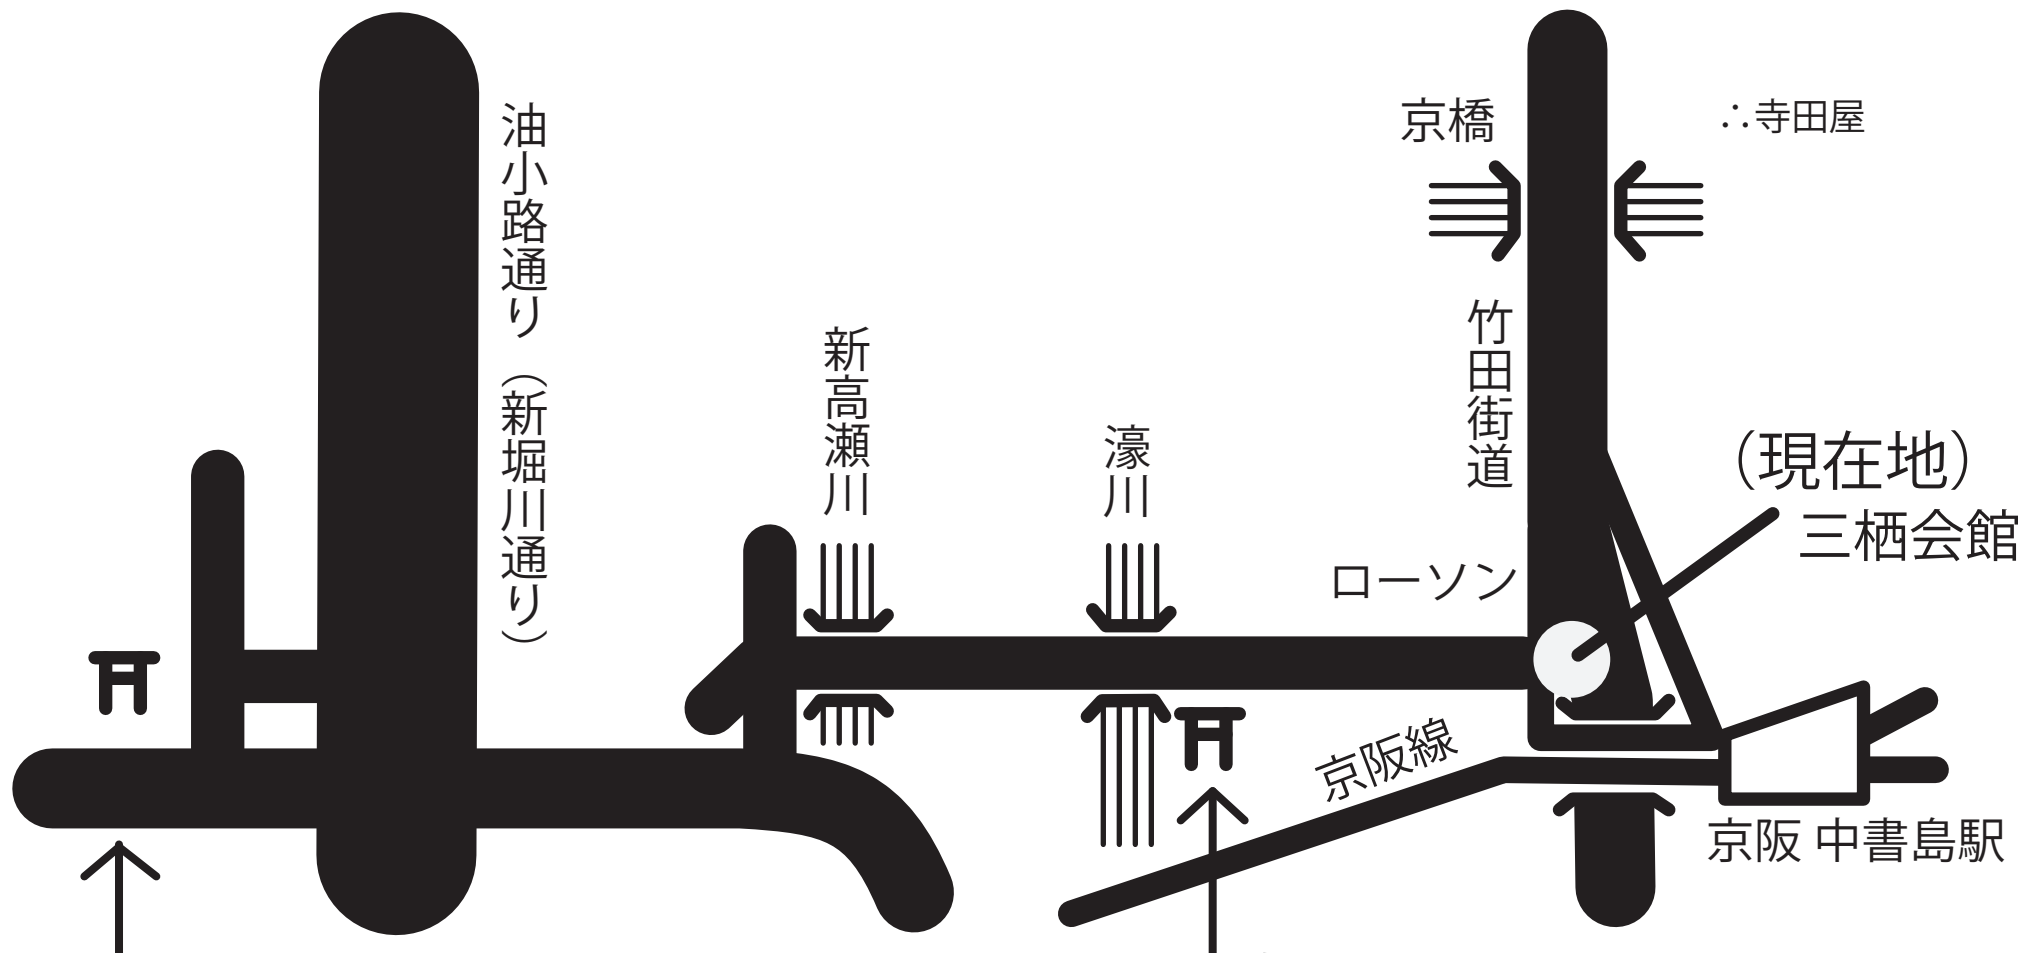 油小路通り（新堀川通り）
新高瀬川
濠川
京橋
∴寺田屋
竹田街道
（現在地）
三栖会館
ローソン
京阪線
京阪 中書島駅